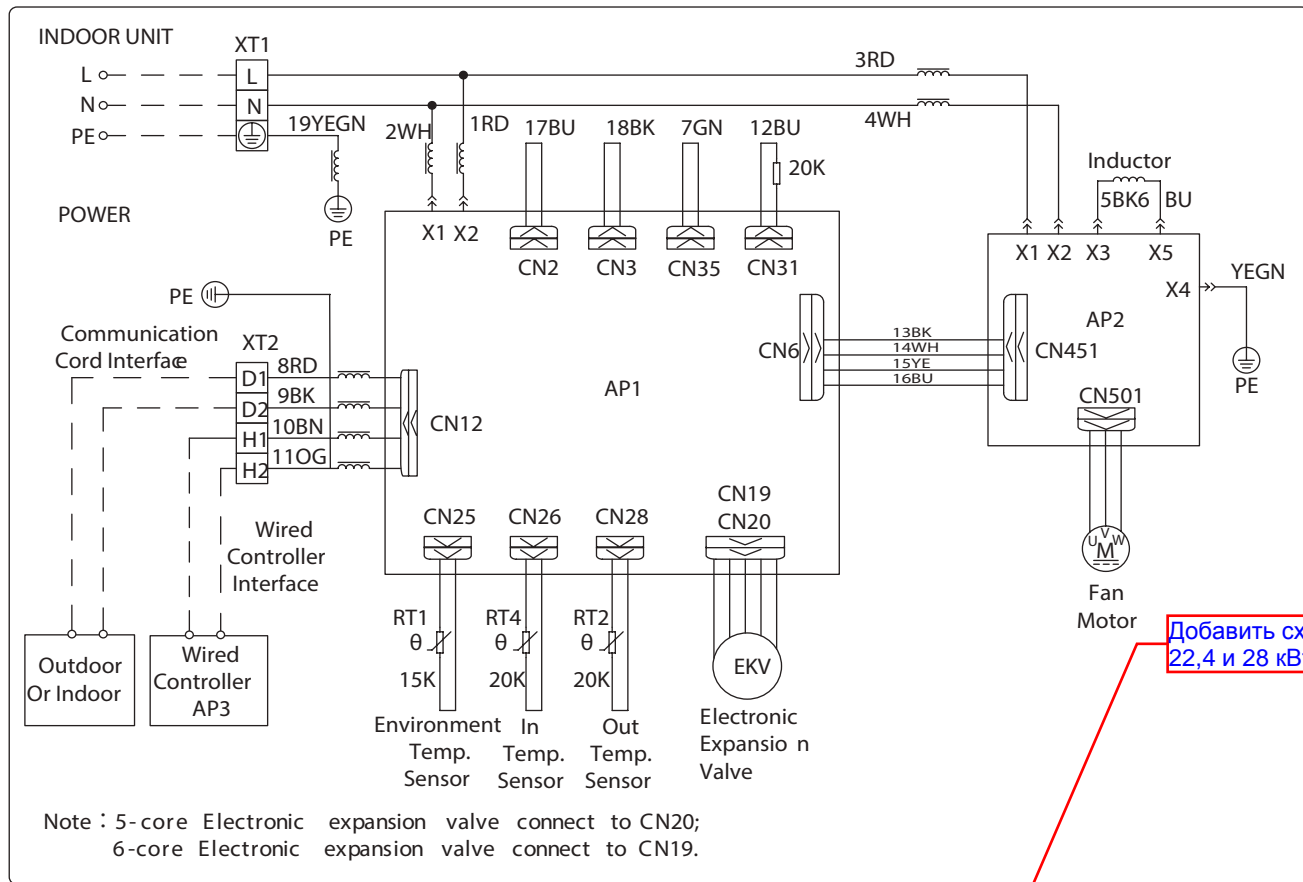 INDOOR UNIT
XT1
L
L
N
N
PE
19YEGN
2WH
1RD
3RD
4WH
17BU
18BK
7GN
12BU
20K
Inductor
5BK6
BU
POWER
PE
X1
X2
CN2
CN3
CN35
CN31
X1
X2
X3
X5
X4
YEGN
PE
AP2
PE
Communication
Cord Interface
XT2
D1
8RD
D2
9BK
H1
10BN
H2
11OG
CN12
AP1
CN6
13BK
14WH
15YE
16BU
CN451
CN501
U
V
W
M
Fan
Motor
Wired
Controller
Interface
CN25
CN26
CN28
CN19
CN20
RT1
θ
15K
RT4
θ
20K
RT2
θ
20K
EKV
Outdoor
Or Indoor
Wired
Controller
AP3
Environment
Temp.
Sensor
In
Temp.
Sensor
Out
Temp.
Sensor
Electronic
Expansio n
Valve
Добавить сх
22,4 и 28 кВ
Note：5-core Electronic expansion valve connect to CN20;
6-core Electronic expansion valve connect to CN19.